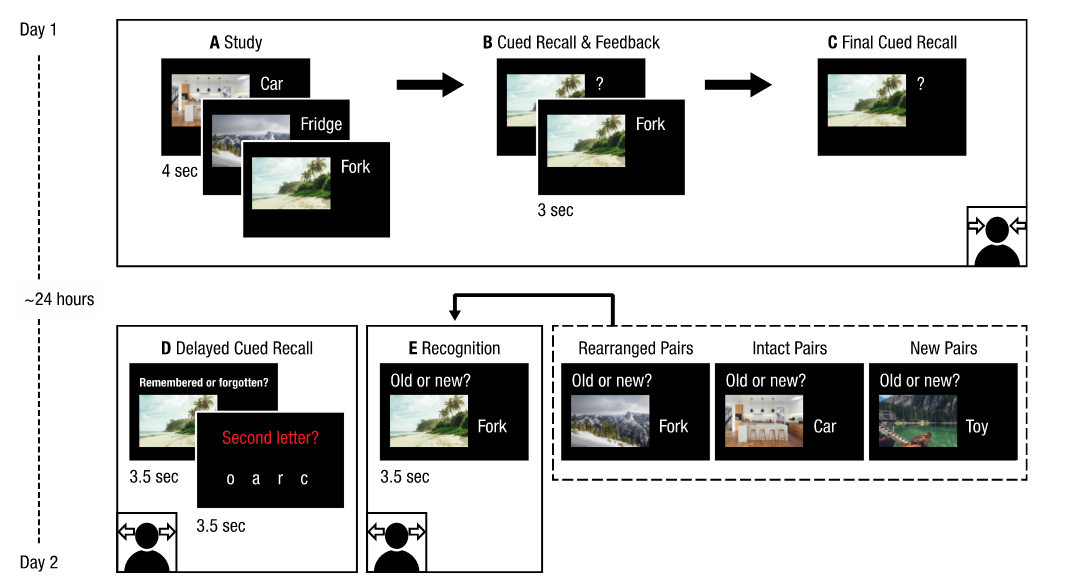 Day 1
A Study
B Cued Recall & Feedback
C Final Cued Recall
Car
Fridge
Fork
4 sec
?
Fork
3 sec
?
~24 hours
D Delayed Cued Recall
Remembered or forgotten?
3.5 sec
Second letter?
o a r c
3.5 sec
E Recognition
Old or new?
Fork
3.5 sec
Rearranged Pairs
Old or new?
Fork
Intact Pairs
Old or new?
Car
New Pairs
Old or new?
Toy
Day 2